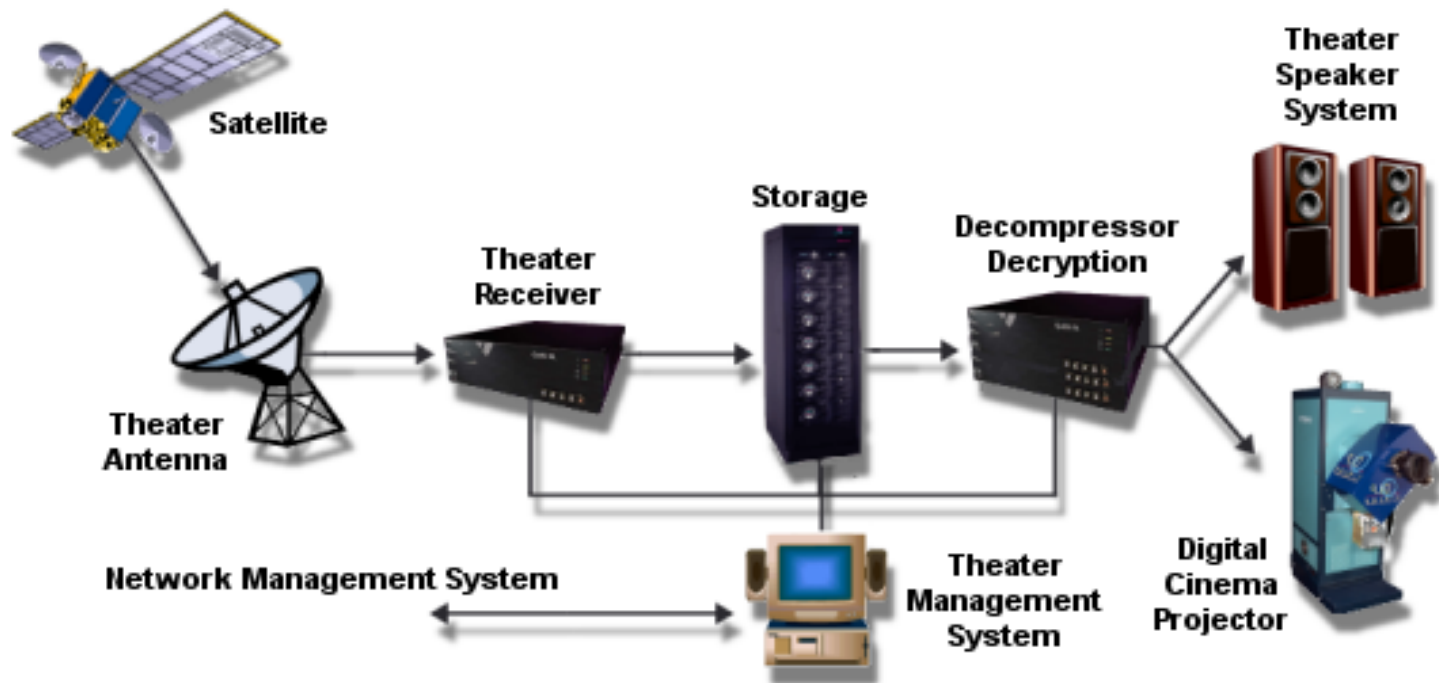 Satellite
Theater
Antenna
Theater
Receiver
Storage
Decompressor
Decryption
Theater
Speaker
System
Digital
Cinema
Projector
Network Management System
Theater
Management
System